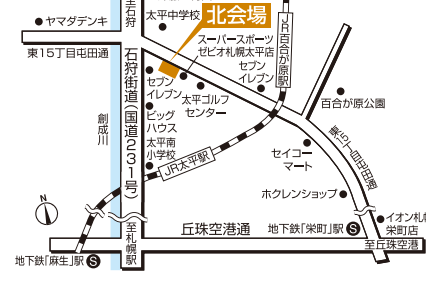 至石狩
ヤマダデンキ
太平中学校
北会場
JR百合が原駅
スーパースポーツ
ゼビオ札幌太平店
東15丁目屯田通
セブン
イレブン
セブン
イレブン
石狩街道(国道231号)
太平ゴルフ
センター
百合が原公園
ビッグ
ハウス
創成川
太平南
小学校
東15丁目屯田通
JR太平駅
セイコー
マート
ホクレンショップ
N
イオン札幌
栄町店
至札幌駅
丘珠空港通
地下鉄「栄町」駅
S
至丘珠空港
地下鉄「麻生」駅
S